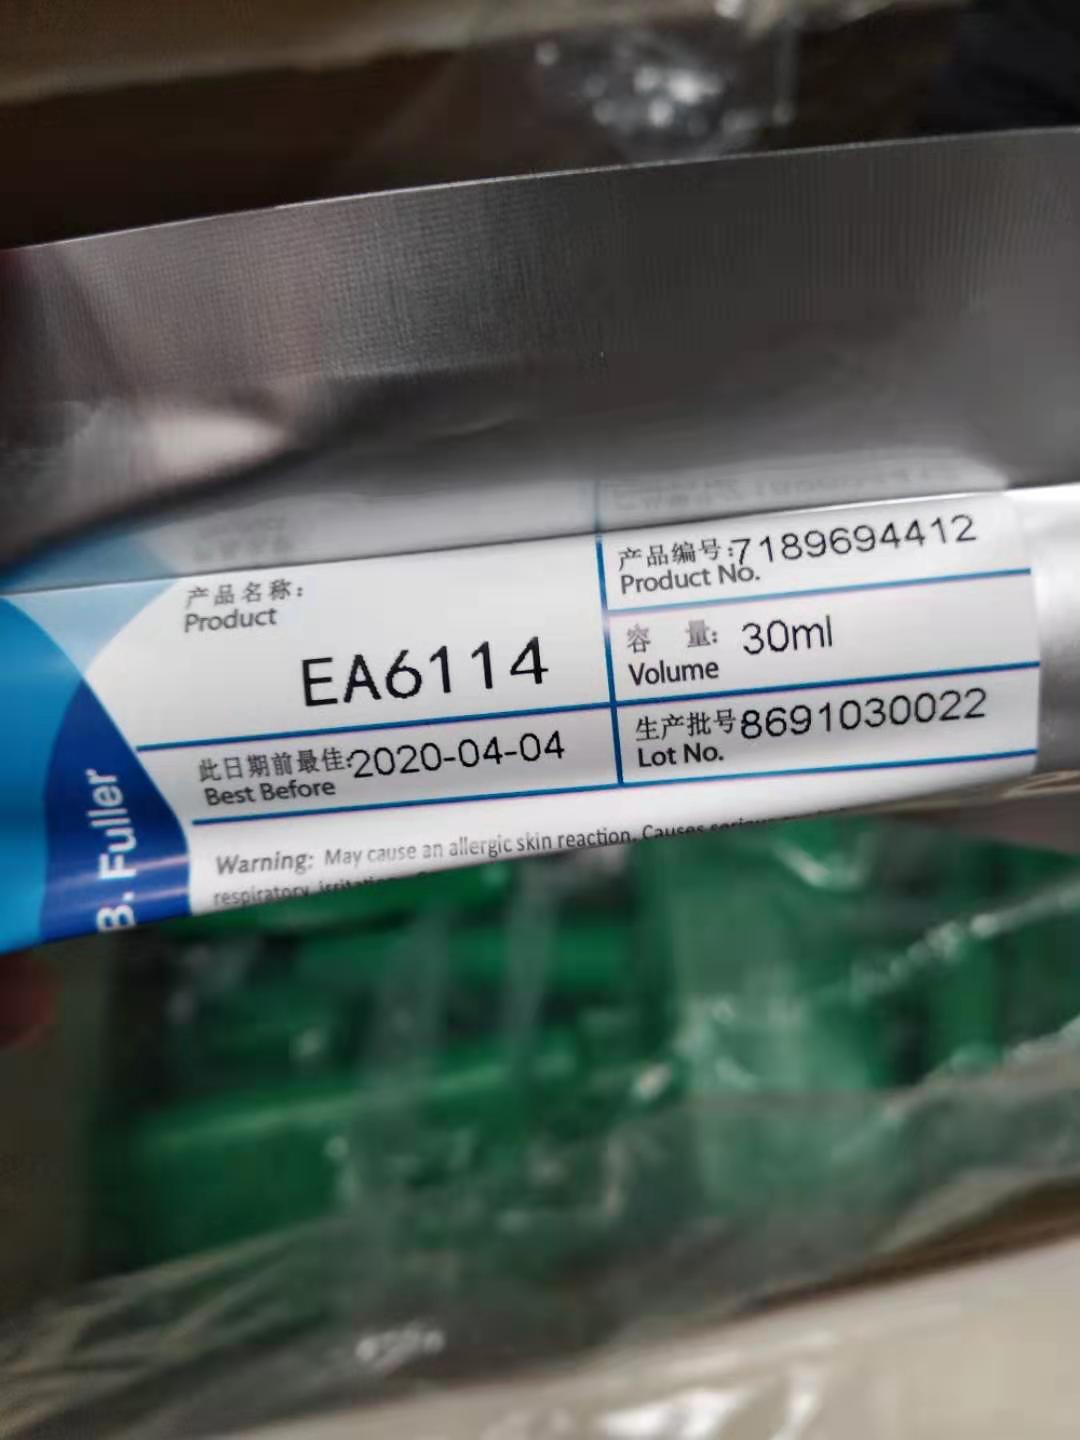 产品名称：
Product
EA6114
此日期前最佳:2020-04-04
Best Before
产品编号:7189694412
Product No.
容 量: 30ml
Volume
生产批号8691030022
Lot No.
B. Fuller
Warning: May cause an allergic skin reaction. Causes
respiratory